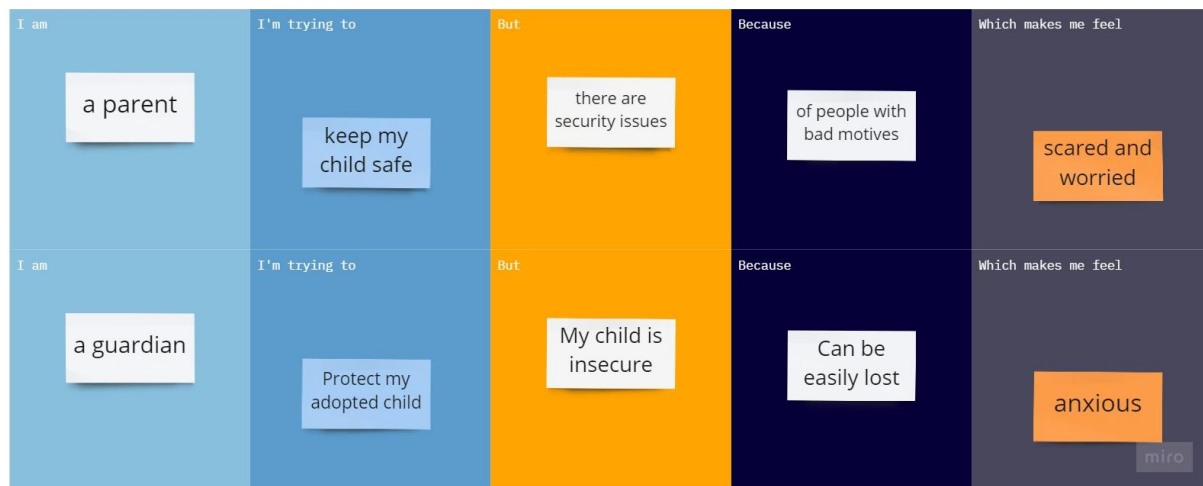 I am
I'm trying to
But
Because
Which makes me feel
a parent
keep my
child safe
there are
security issues
of people with
bad motives
scared and
worried
I am
I'm trying to
But
Because
Which makes me feel
a guardian
Protect my
adopted child
My child is
insecure
Can be
easily lost
anxious
miro